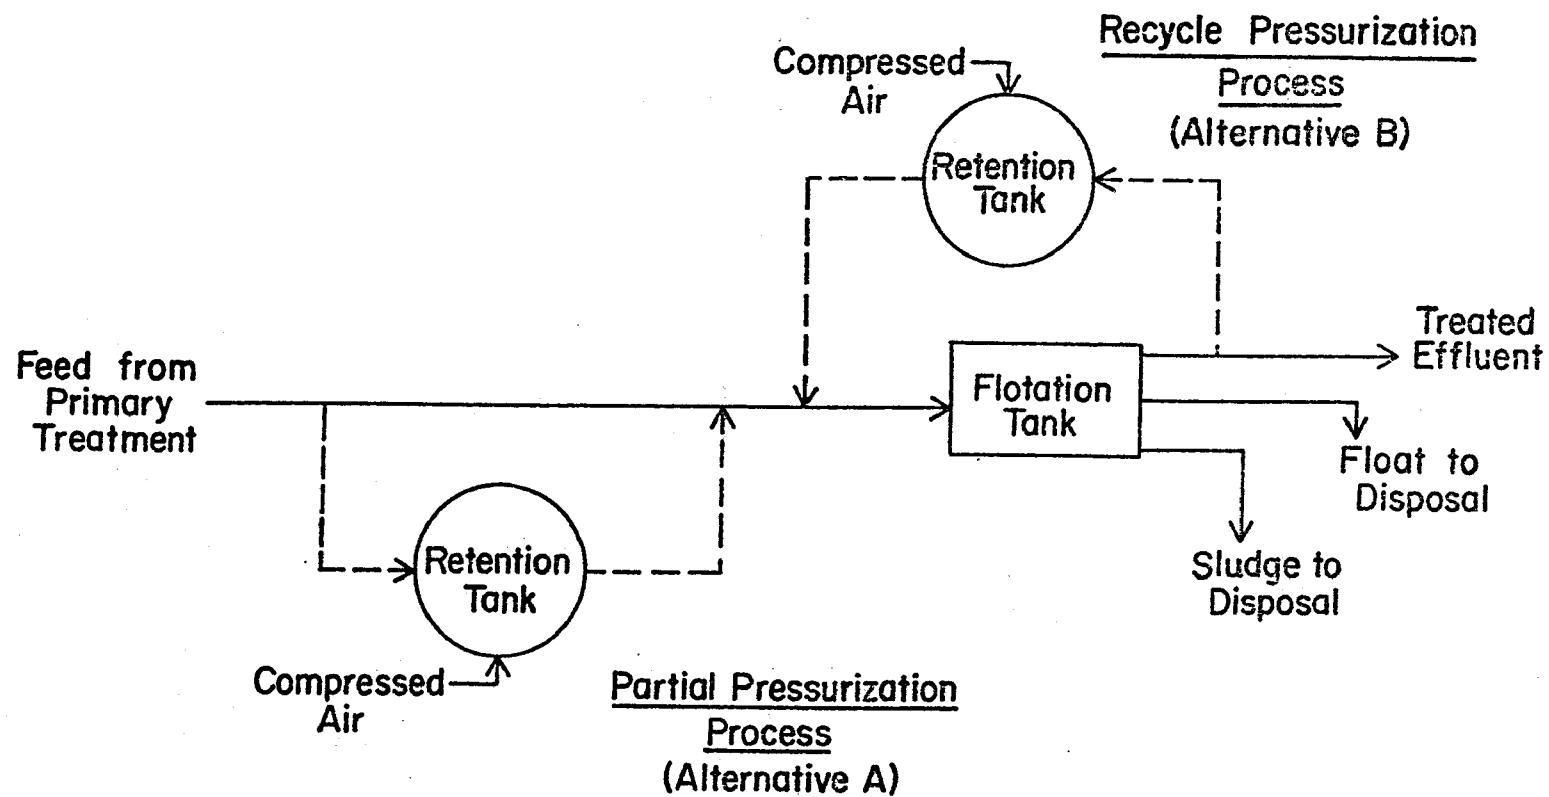 Recycle Pressurization
Process
(Alternative B)
Compressed
Air
Retention
Tank
Treated
Effluent
Feed from
Primary
Treatment
Flotation
Tank
Float to
Disposal
Retention
Tank
Sludge to
Disposal
Compressed
Air
Partial Pressurization
Process
(Alternative A)